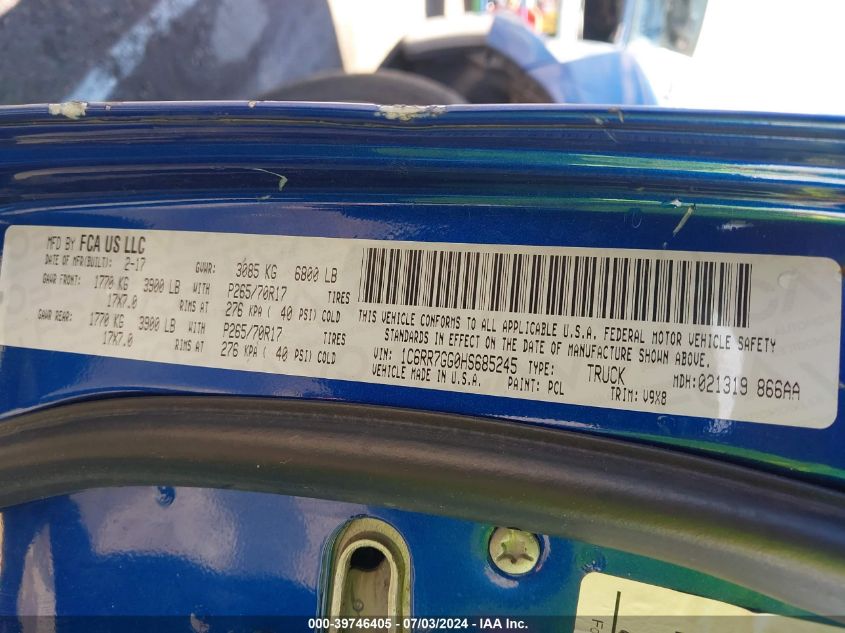 MFD BY FCA US LLC
DATE OF MFR(BUILT): 2-17 GVWR: 3085 KG 6800 LB
GAWR FRONT: 1770 KG 3900 LB WITH P265/70R17 TIRES
17X7.0 RIMS AT 276 KPA ( 40 PSI) COLD
GAWR REAR: 1770 KG 3900 LB WITH P265/70R17 TIRES
17X7.0 RIMS AT 276 KPA ( 40 PSI) COLD
THIS VEHICLE CONFORMS TO ALL APPLICABLE U.S.A. FEDERAL MOTOR VEHICLE SAFETY
STANDARDS IN EFFECT ON THE DATE OF MANUFACTURE SHOWN ABOVE.
VIN: 1C6RR7GG0HS685245 TYPE: TRUCK MDH: 021319 866AA
VEHICLE MADE IN U.S.A. PAINT: PCL TRIM: V9X8
000-39746405 - 07/03/2024 - IAA Inc.